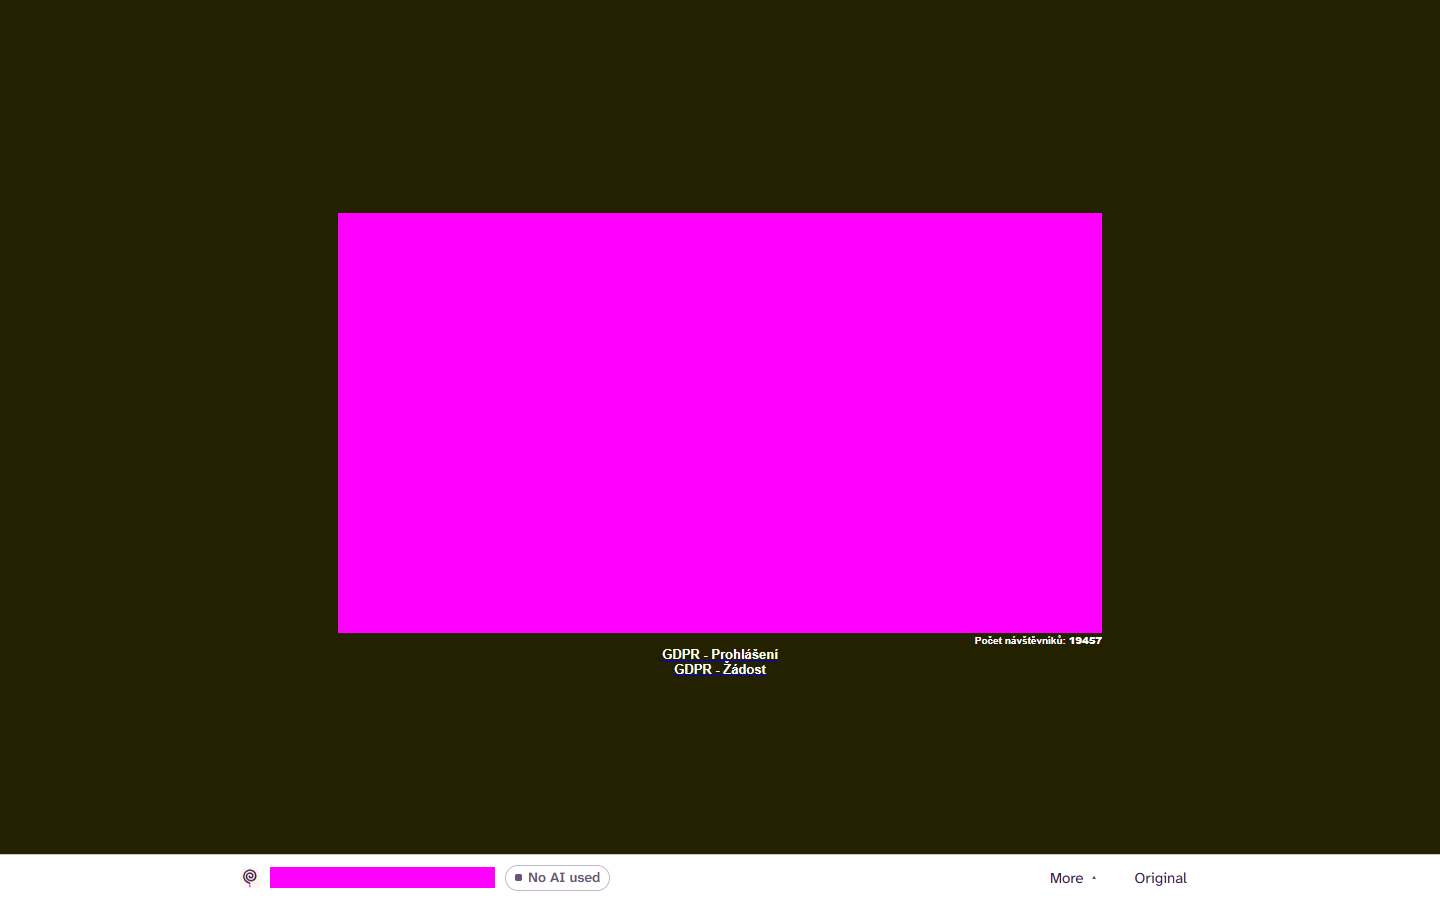 Počet návštěvníků: 19457
GDPR - Prohlášení
GDPR - Žádost
No AI used
More
Original